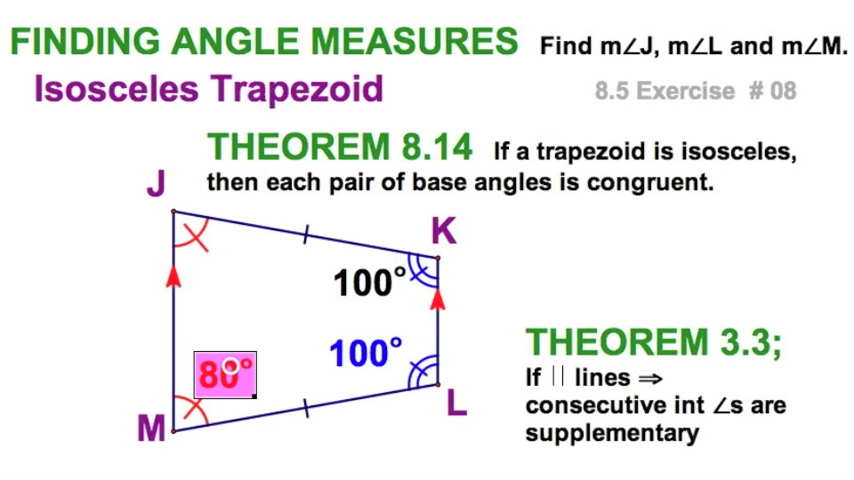 FINDING ANGLE MEASURES Find m∠J, m∠L and m∠M.
Isosceles Trapezoid 8.5 Exercise # 08
THEOREM 8.14 If a trapezoid is isosceles,
then each pair of base angles is congruent.
J
K
100°
100°
80°
L
M
THEOREM 3.3;
If || lines ⇒
consecutive int ∠s are
supplementary